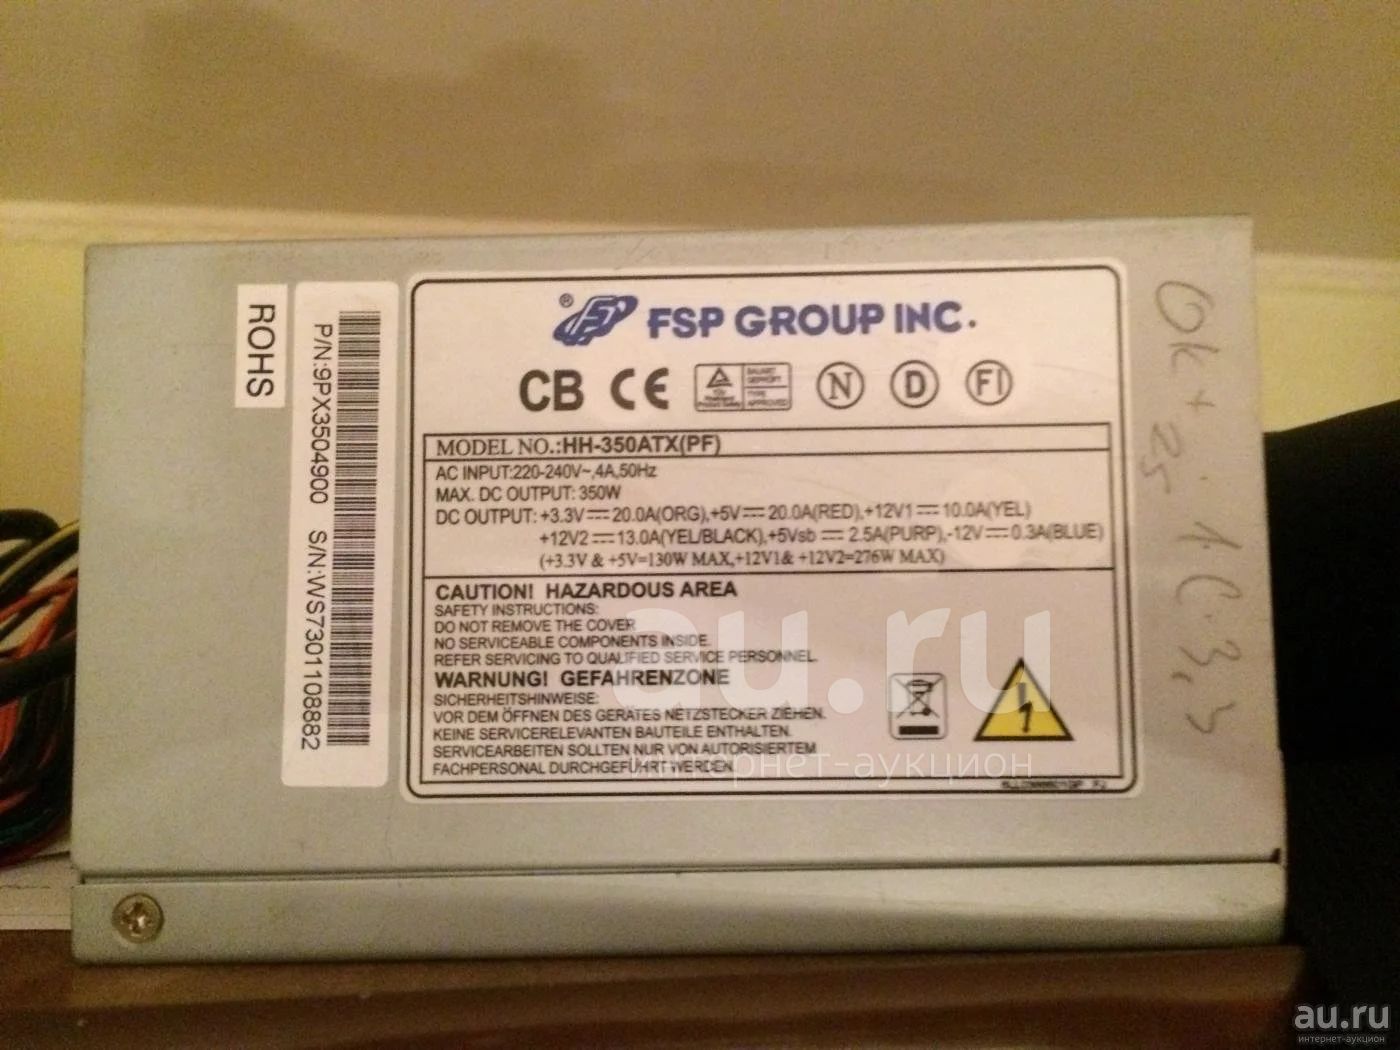 ® FSP GROUP INC.
CB CE N D FI
MODEL NO.:HH-350ATX(PF)
AC INPUT:220-240V~,4A,50Hz
MAX. DC OUTPUT: 350W
DC OUTPUT: +3.3V⎓20.0A(ORG),+5V⎓20.0A(RED),+12V1⎓10.0A(YEL)
+12V2⎓13.0A(YEL/BLACK),+5Vsb⎓2.5A(PURP),-12V⎓0.3A(BLUE)
(+3.3V & +5V=130W MAX,+12V1& +12V2=276W MAX)
CAUTION! HAZARDOUS AREA
SAFETY INSTRUCTIONS:
DO NOT REMOVE THE COVER
NO SERVICEABLE COMPONENTS INSIDE.
REFER SERVICING TO QUALIFIED SERVICE PERSONNEL.
WARNUNG! GEFAHRENZONE
SICHERHEITSHINWEISE:
VOR DEM ÖFFNEN DES GERÄTES NETZSTECKER ZIEHEN.
KEINE SERVICERELEVANTEN BAUTEILE ENTHALTEN.
SERVICEARBEITEN SOLLTEN NUR VON AUTORISIERTEM
FACHPERSONAL DURCHGEFÜHRT WERDEN
ROHS
P/N:9PX3504900 S/N:WS7301108882
Ok +
au.ru
интернет-аукцион
au.ru
интернет-аукцион